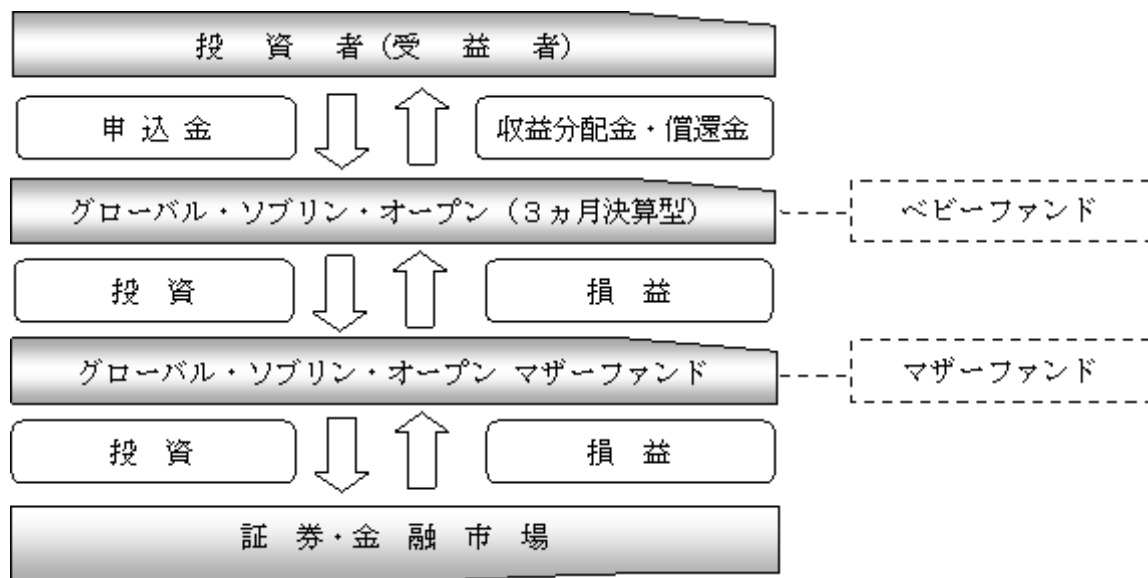 投資者(受益者)
申込金
収益分配金・償還金
グローバル・ソブリン・オープン(3ヵ月決算型)
ベビーファンド
投資
損益
グローバル・ソブリン・オープン マザーファンド
マザーファンド
投資
損益
証券・金融市場